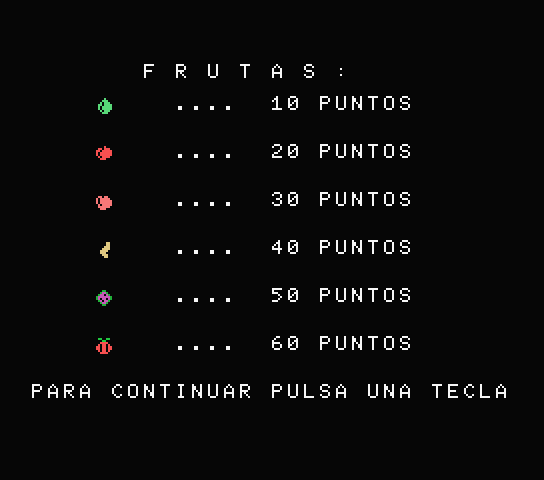 F R U T A S :
.... 10 PUNTOS
.... 20 PUNTOS
.... 30 PUNTOS
.... 40 PUNTOS
.... 50 PUNTOS
.... 60 PUNTOS
PARA CONTINUAR PULSA UNA TECLA